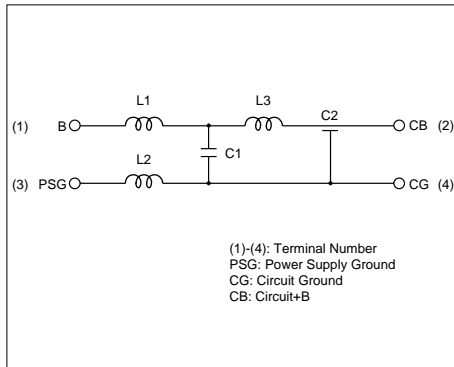 L1
L3
C2
(1) B
CB (2)
C1
L2
(3) PSG
CG (4)
(1)-(4): Terminal Number
PSG: Power Supply Ground
CG: Circuit Ground
CB: Circuit+B